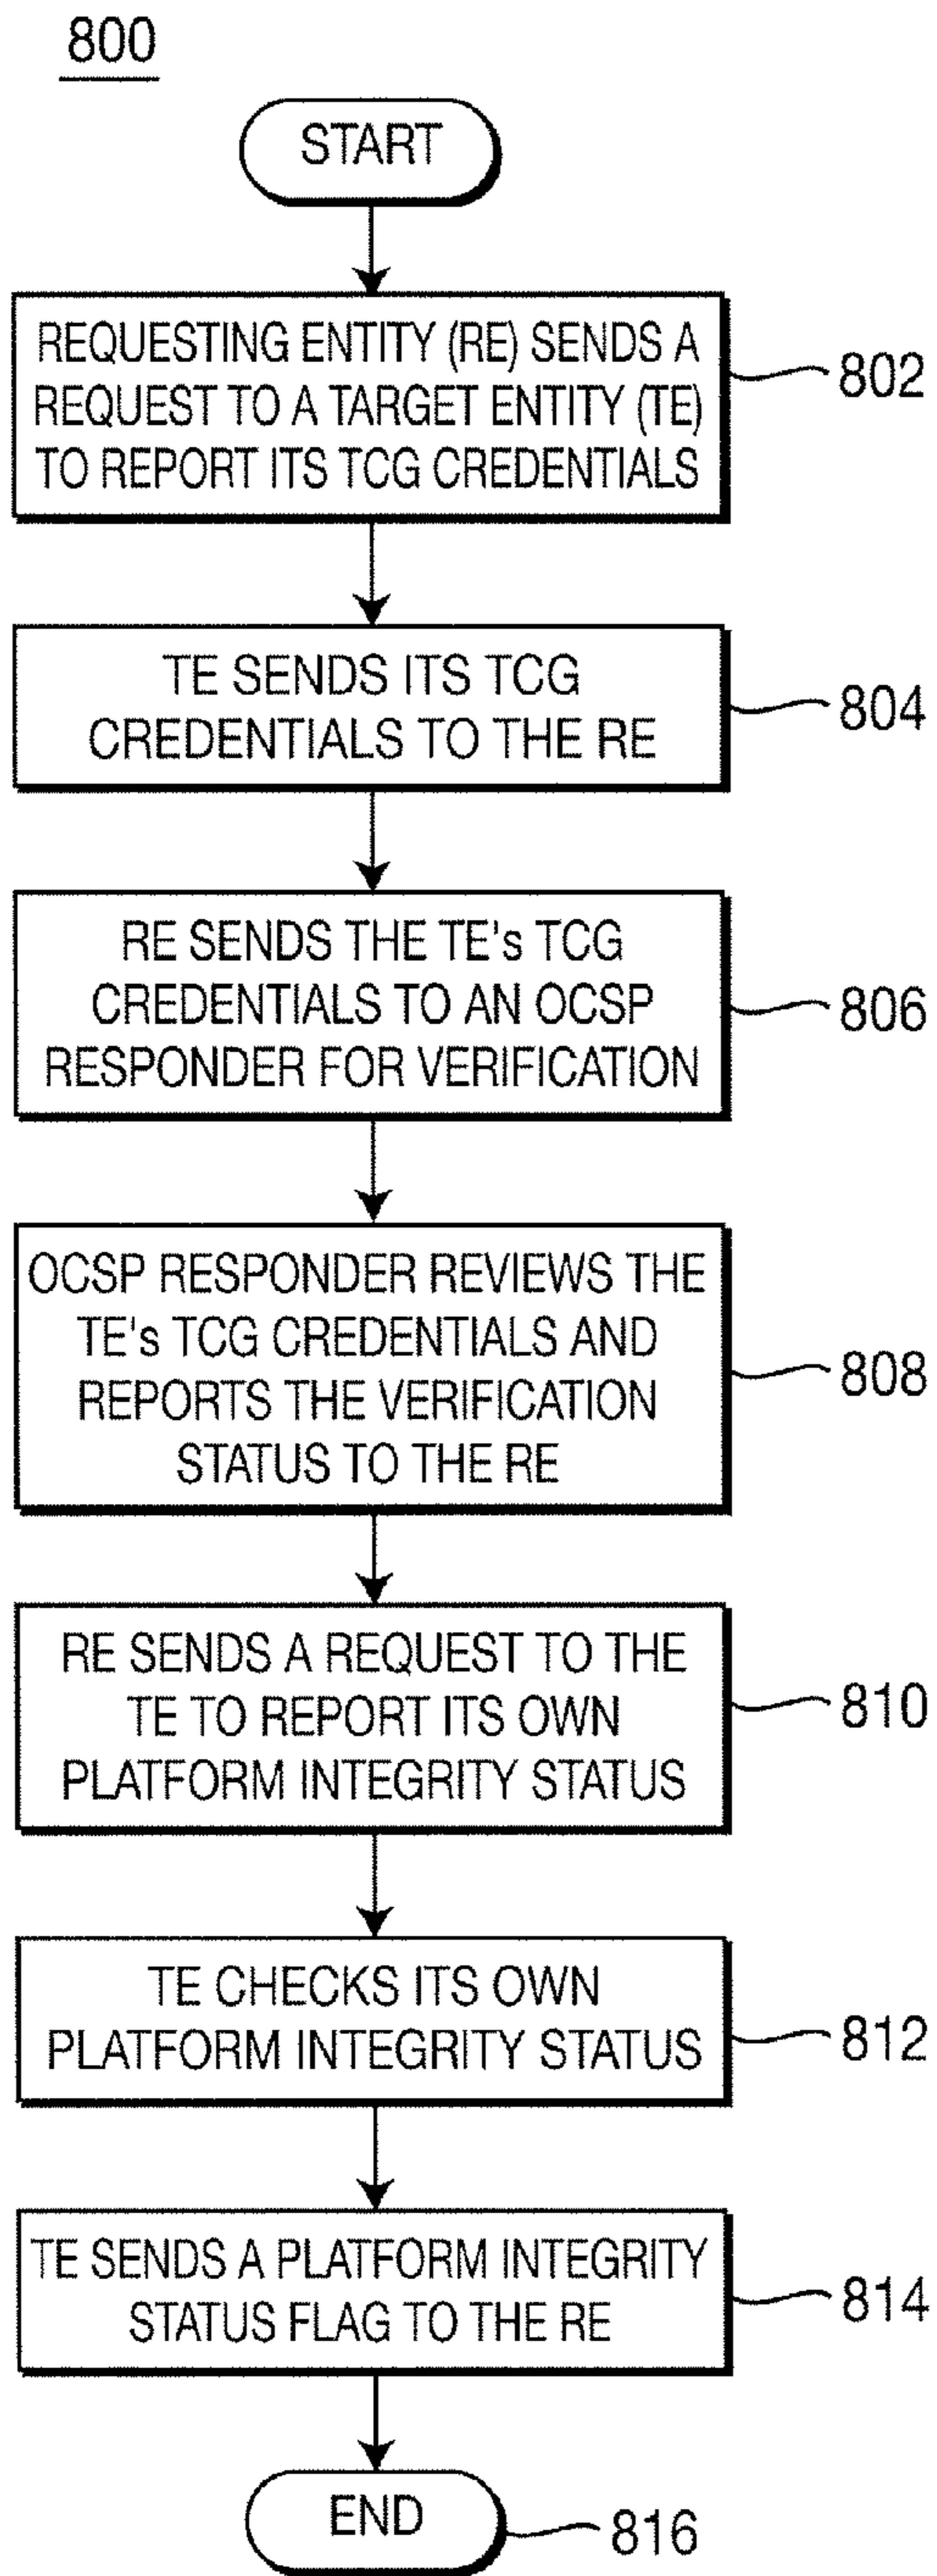 800
START
REQUESTING ENTITY (RE) SENDS A
REQUEST TO A TARGET ENTITY (TE)
TO REPORT ITS TCG CREDENTIALS
802
TE SENDS ITS TCG
CREDENTIALS TO THE RE
804
RE SENDS THE TE's TCG
CREDENTIALS TO AN OCSP
RESPONDER FOR VERIFICATION
806
OCSP RESPONDER REVIEWS THE
TE's TCG CREDENTIALS AND
REPORTS THE VERIFICATION
STATUS TO THE RE
808
RE SENDS A REQUEST TO THE
TE TO REPORT ITS OWN
PLATFORM INTEGRITY STATUS
810
TE CHECKS ITS OWN
PLATFORM INTEGRITY STATUS
812
TE SENDS A PLATFORM INTEGRITY
STATUS FLAG TO THE RE
814
END
816